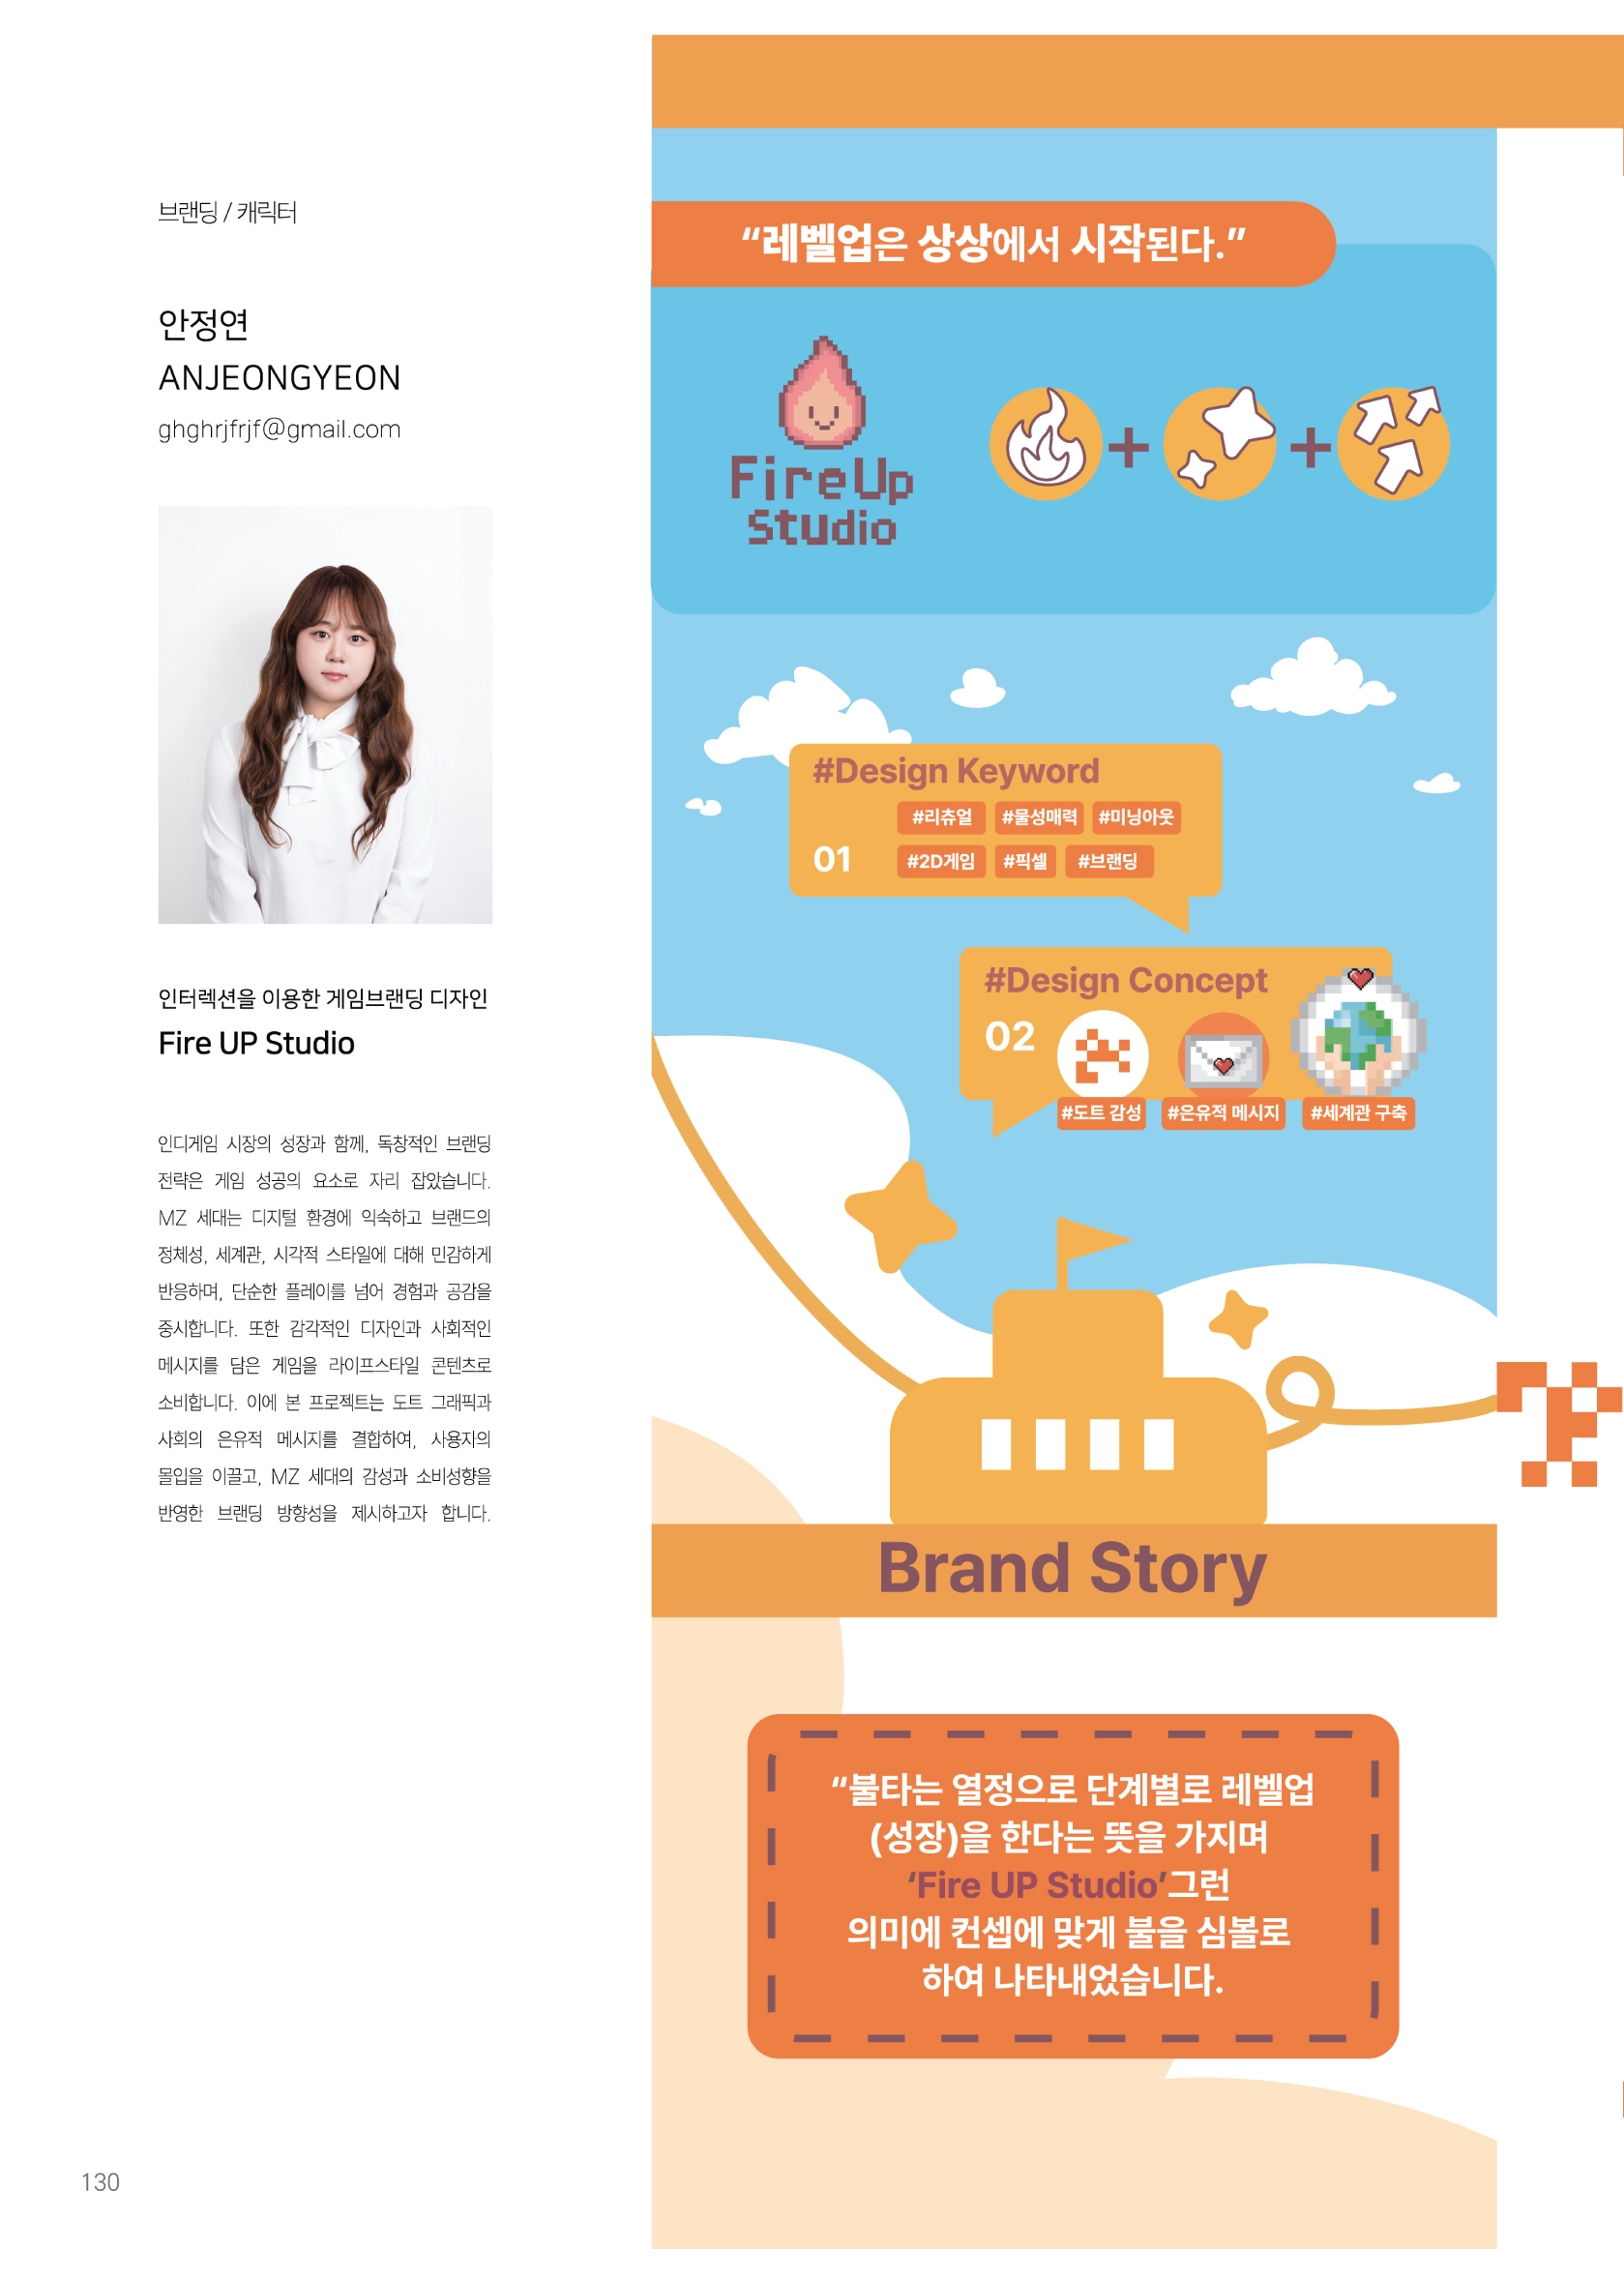 브랜딩 / 캐릭터
안정연
ANJEONGYEON
ghghrjfrjf@gmail.com
인터렉션을 이용한 게임브랜딩 디자인
Fire UP Studio
인디게임 시장의 성장과 함께, 독창적인 브랜딩
전략은 게임 성공의 요소로 자리 잡았습니다.
MZ 세대는 디지털 환경에 익숙하고 브랜드의
정체성, 세계관, 시각적 스타일에 대해 민감하게
반응하며, 단순한 플레이를 넘어 경험과 공감을
중시합니다. 또한 감각적인 디자인과 사회적인
메시지를 담은 게임을 라이프스타일 콘텐츠로
소비합니다. 이에 본 프로젝트는 도트 그래픽과
사회의 은유적 메시지를 결합하여, 사용자의
몰입을 이끌고, MZ 세대의 감성과 소비성향을
반영한 브랜딩 방향성을 제시하고자 합니다.
130
“레벨업은 상상에서 시작된다.”
FireUp
Studio
#Design Keyword
01
#리츄얼 #물성매력 #미닝아웃
#2D게임 #픽셀 #브랜딩
#Design Concept
02
#도트 감성 #은유적 메시지 #세계관 구축
Brand Story
“불타는 열정으로 단계별로 레벨업
(성장)을 한다는 뜻을 가지며
‘Fire UP Studio’그런
의미에 컨셉에 맞게 불을 심볼로
하여 나타내었습니다.